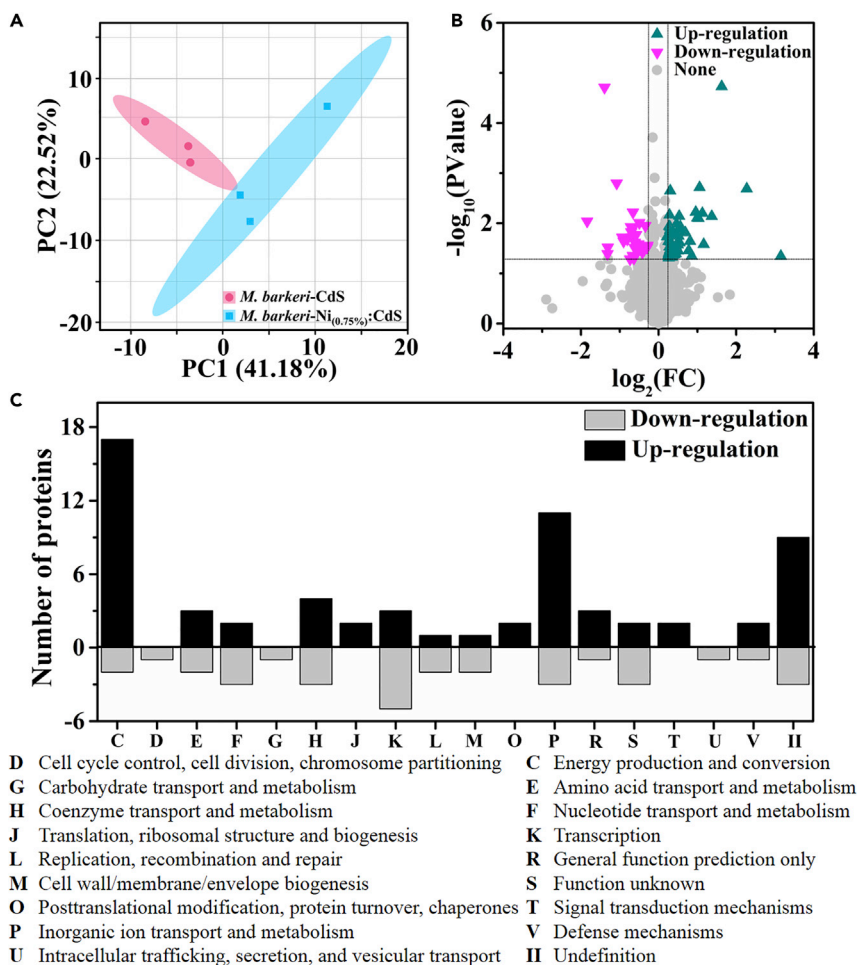 A
PC2 (22.52%)
10
0
-10
-20
M. barkeri-CdS
M. barkeri-Ni(0.75%):CdS
-10 0 10 20
PC1 (41.18%)
B
-log10(PValue)
6
4
2
0
Up-regulation
Down-regulation
None
-4 -2 0 2 4
log2(FC)
C
Number of proteins
18
12
6
0
-6
Down-regulation
Up-regulation
C D E F G H J K L M O P R S T U V II
D Cell cycle control, cell division, chromosome partitioning
G Carbohydrate transport and metabolism
H Coenzyme transport and metabolism
J Translation, ribosomal structure and biogenesis
L Replication, recombination and repair
M Cell wall/membrane/envelope biogenesis
O Posttranslational modification, protein turnover, chaperones
P Inorganic ion transport and metabolism
U Intracellular trafficking, secretion, and vesicular transport
C Energy production and conversion
E Amino acid transport and metabolism
F Nucleotide transport and metabolism
K Transcription
R General function prediction only
S Function unknown
T Signal transduction mechanisms
V Defense mechanisms
II Undefinition